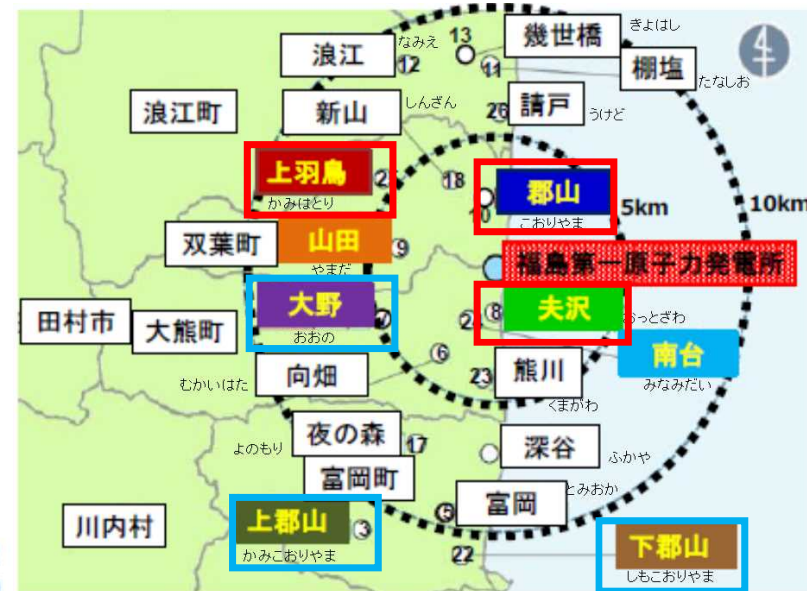 浪江
なみえ
13
幾世橋
きよはし
12
11
棚塩
たなしお
浪江町
新山
しんざん
26
請戸
うけど
上羽鳥
かみはとり
18
10
郡山
こおりやま
5km
10km
双葉町
山田
やまだ
9
福島第一原子力発電所
田村市
大熊町
大野
おおの
8
夫沢
おっとざわ
南台
みなみだい
6
向畑
むかいはた
23
熊川
くまがわ
夜の森
よのもり
17
深谷
ふかや
富岡町
富岡
とみおか
川内村
上郡山
かみこおりやま
3
5
22
下郡山
しもこおりやま